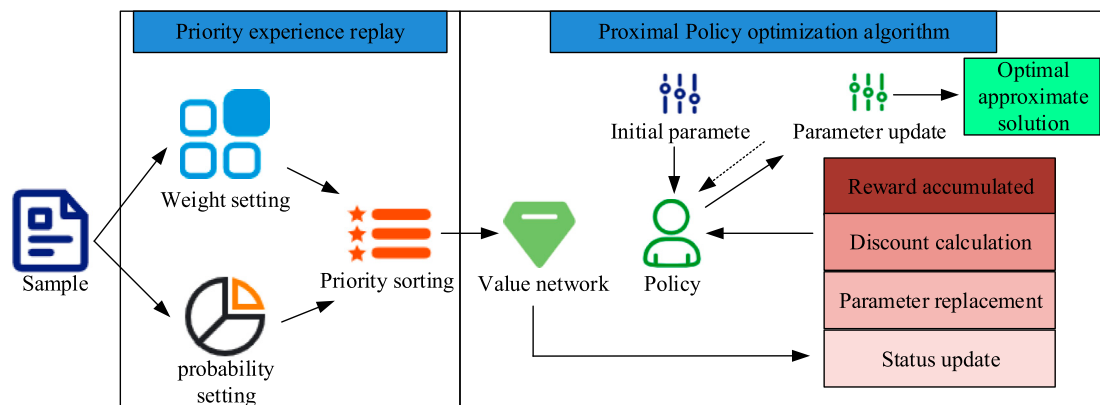 Priority experience replay
Proximal Policy optimization algorithm
Optimal
approximate
solution
Initial paramete
Parameter update
Weight setting
Reward accumulated
Discount calculation
Sample
Priority sorting
Value network
Policy
Parameter replacement
Status update
probability
setting